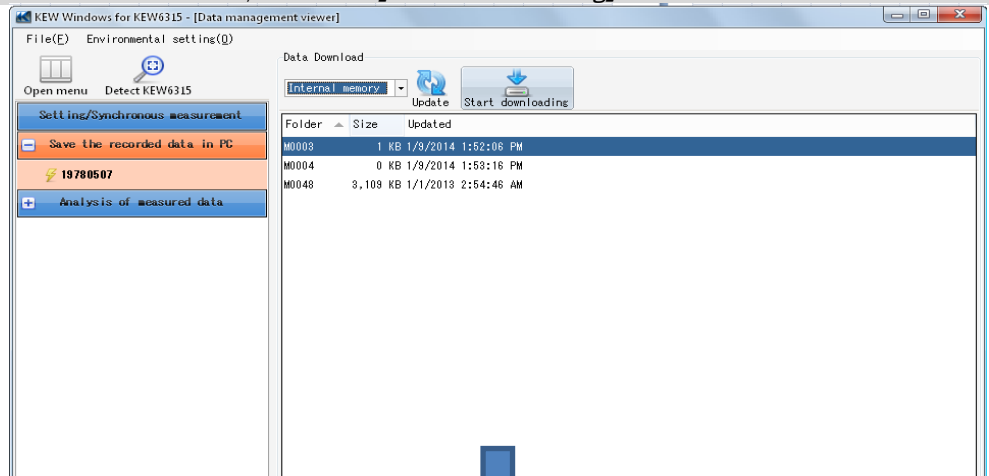 KEW Windows for KEW6315 - [Data management viewer]
File(F) Environmental setting(O)
Open menu Detect KEW6315
Setting/Synchronous measurement
Save the recorded data in PC
19780507
Analysis of measured data
Data Download
Internal memory Update Start downloading
Folder Size Updated
M0003 1 KB 1/9/2014 1:52:06 PM
M0004 0 KB 1/9/2014 1:53:16 PM
M0048 3,109 KB 1/1/2013 2:54:46 AM